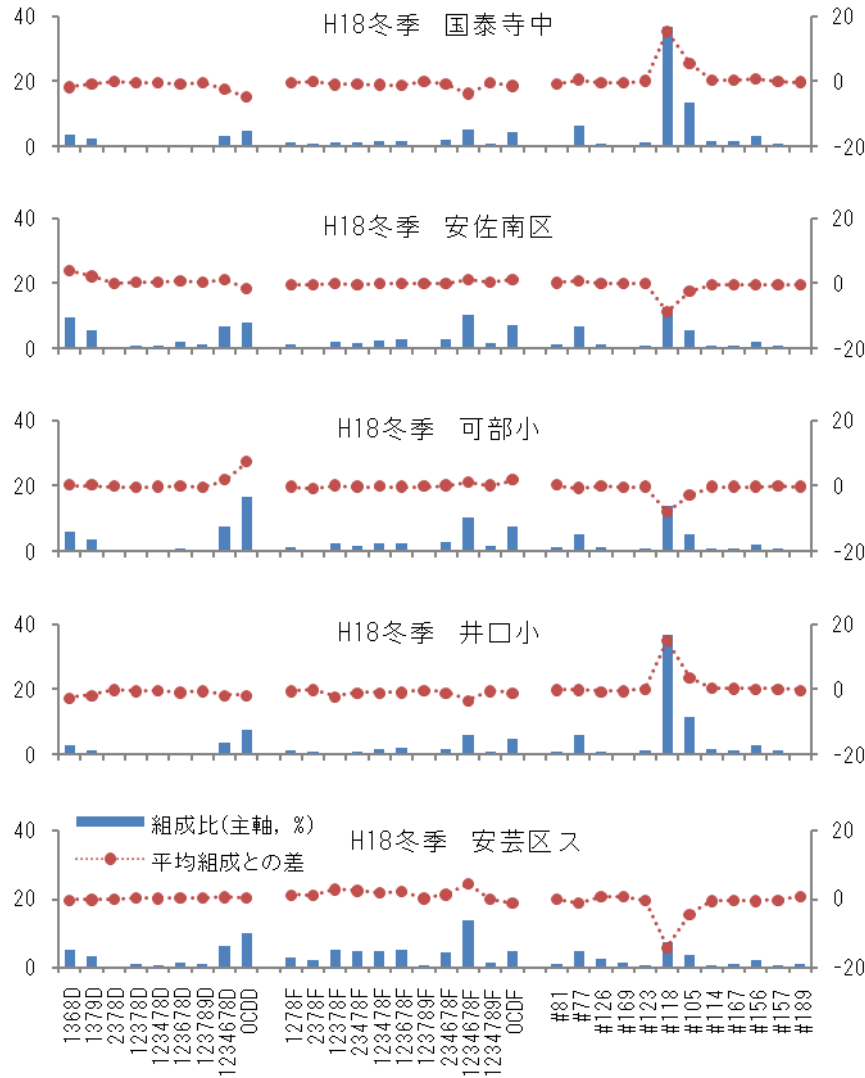 H18冬季 国泰寺中
40 20
20 0
0 -20
H18冬季 安佐南区
40 20
20 0
0 -20
H18冬季 可部小
40 20
20 0
0 -20
H18冬季 井口小
40 20
20 0
0 -20
H18冬季 安芸区ス
組成比(主軸, %)
平均組成との差
40 20
20 0
0 -20
1368D
1379D
2378D
12378D
123478D
123678D
123789D
1234678D
OCDD
1278F
2378F
12378F
23478F
123478F
123678F
123789F
234678F
1234678F
1234789F
OCDF
#81
#77
#126
#169
#123
#118
#105
#114
#167
#156
#157
#189